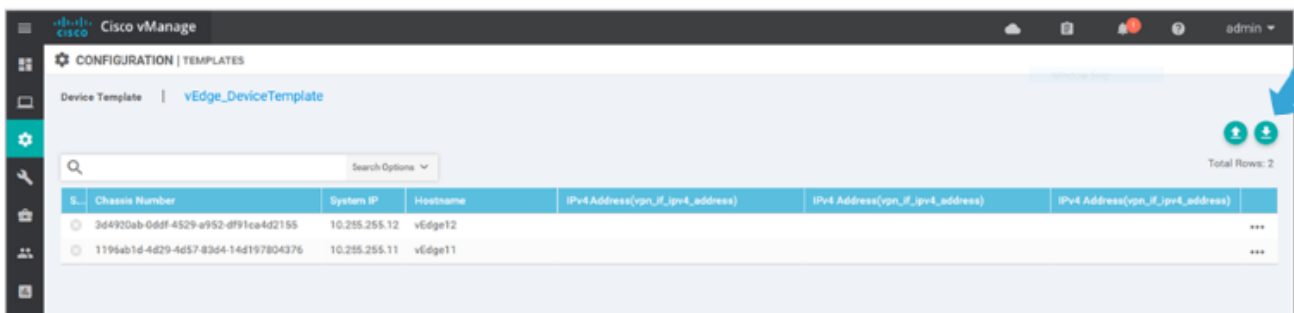 cisco Cisco vManage admin
CONFIGURATION | TEMPLATES
Device Template | vEdge_DeviceTemplate
Search Options
Total Rows: 2
S... Chassis Number System IP Hostname IPv4 Address(vpn_if_ipv4_address) IPv4 Address(vpn_if_ipv4_address) IPv4 Address(vpn_if_ipv4_address)
3d4920ab-0ddf-4529-a952-df91ca4d2155 10.255.255.12 vEdge12 ...
1196ab1d-4d29-4d57-83d4-14d197804376 10.255.255.11 vEdge11 ...